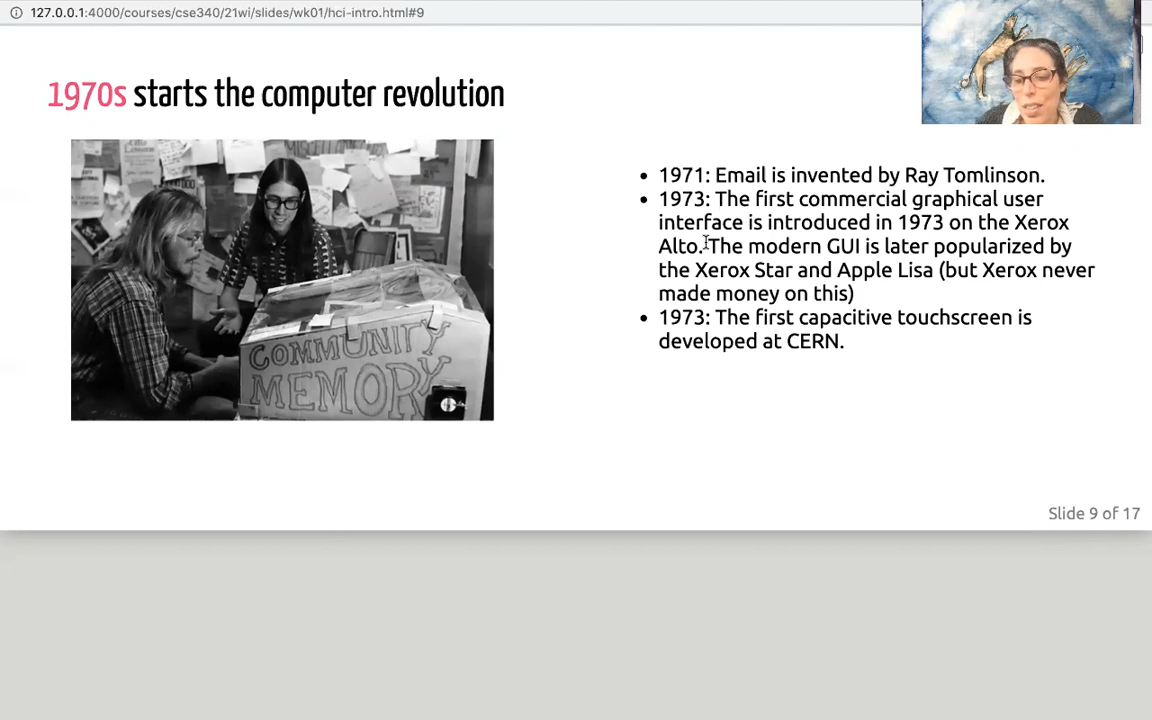 127.0.0.1:4000/courses/cse340/21wi/slides/wk01/hci-intro.html#9
1970s starts the computer revolution
COMMUNITY
MEMORY
• 1971: Email is invented by Ray Tomlinson.
• 1973: The first commercial graphical user
interface is introduced in 1973 on the Xerox
Alto. The modern GUI is later popularized by
the Xerox Star and Apple Lisa (but Xerox never
made money on this)
• 1973: The first capacitive touchscreen is
developed at CERN.
Slide 9 of 17